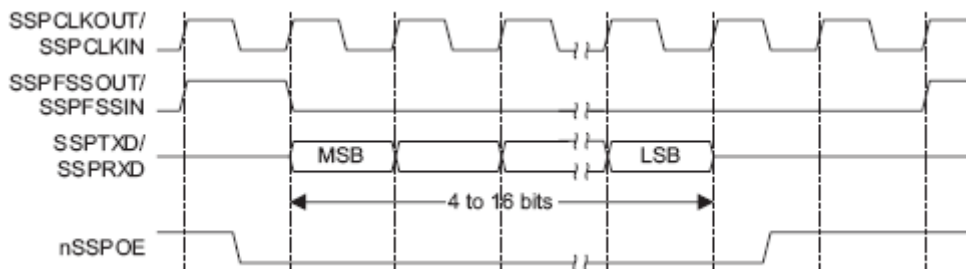 SSPCLKOUT/
SSPCLKIN
SSPFSSOUT/
SSPFSSIN
SSPTXD/
SSPRXD
MSB
LSB
4 to 16 bits
nSSPOE